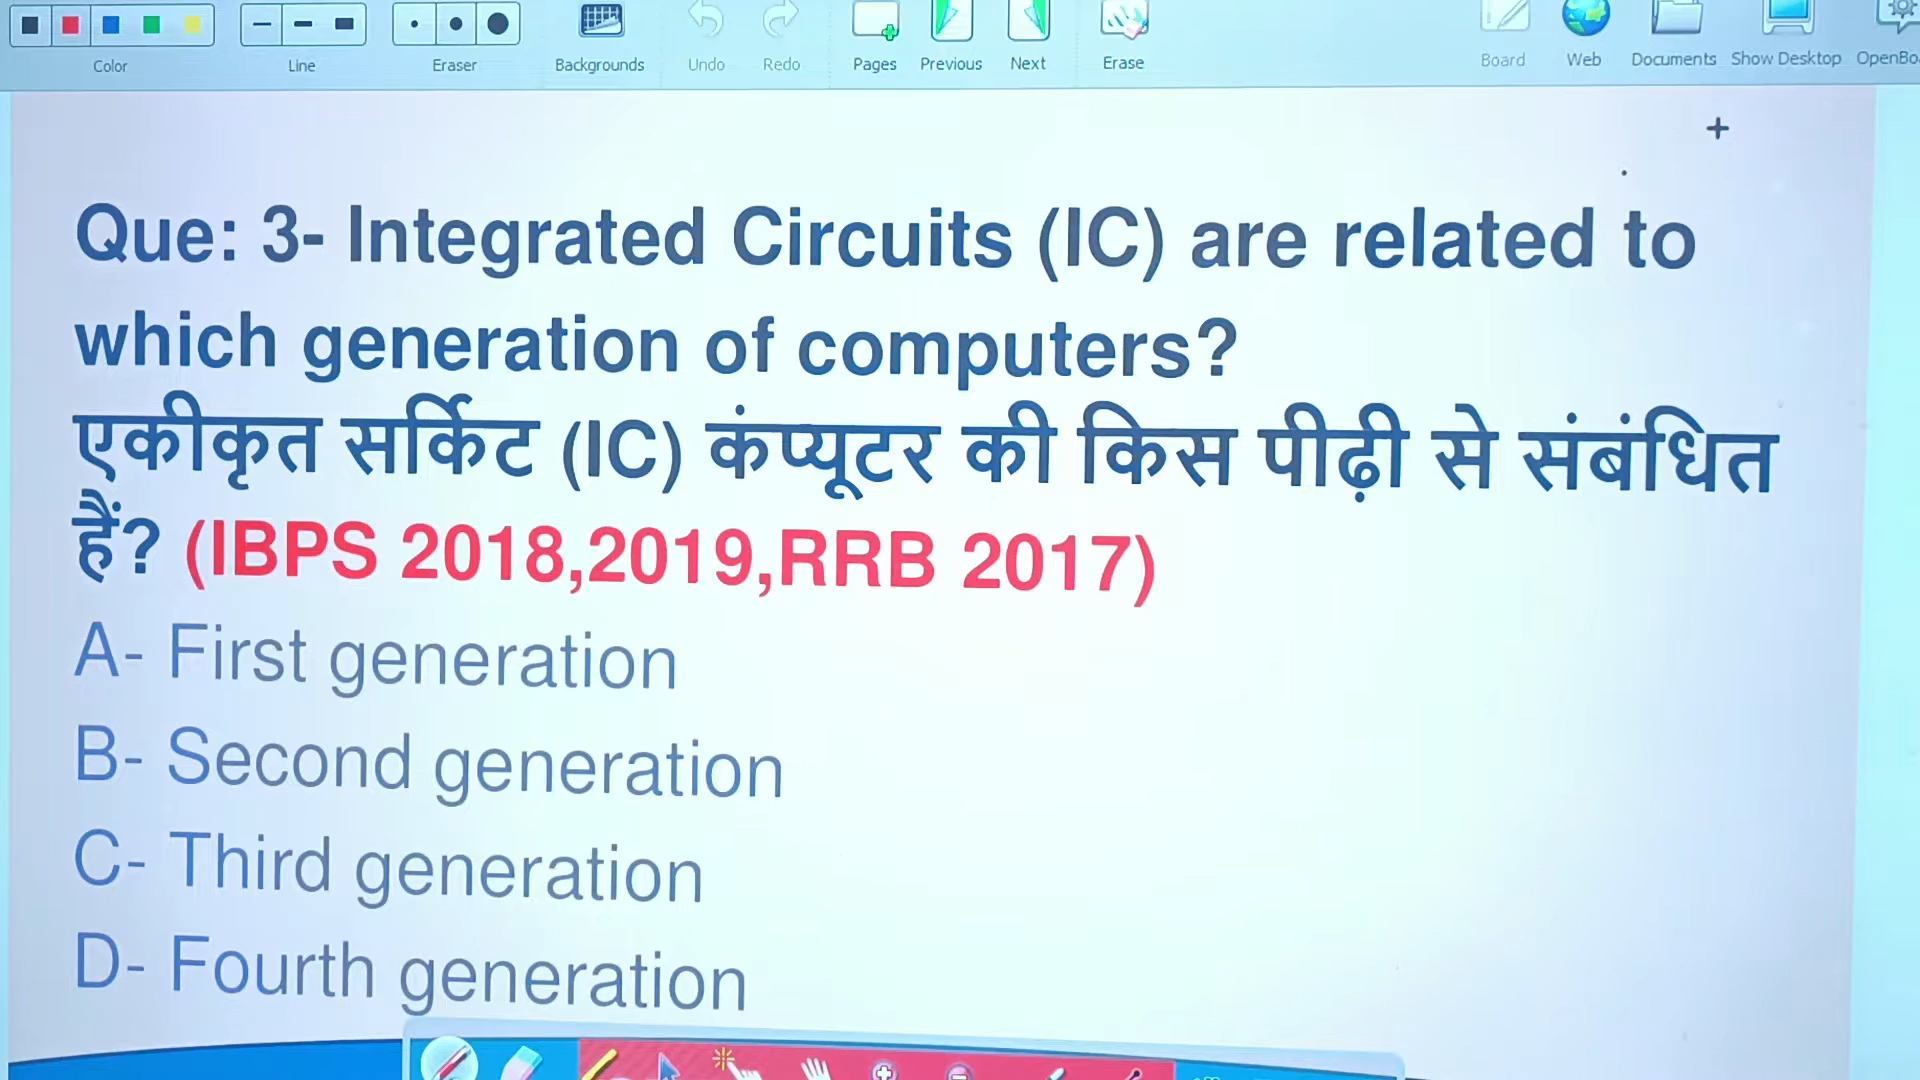 Color
Line
Eraser
Backgrounds
Undo
Redo
Pages
Previous
Next
Erase
Board
Web
Documents
Show Desktop
Que: 3- Integrated Circuits (IC) are related to
which generation of computers?
एकीकृत सर्किट (IC) कंप्यूटर की किस पीढ़ी से संबंधित
हैं? (IBPS 2018,2019,RRB 2017)
A- First generation
B- Second generation
C- Third generation
D- Fourth generation